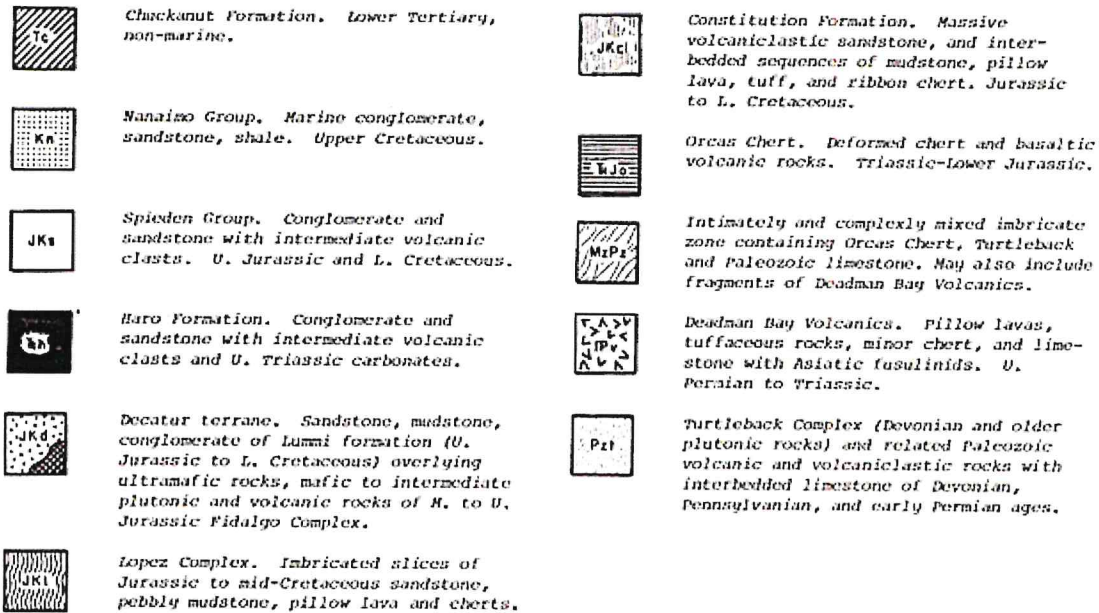 Tc
Chuckanut Formation. Lower Tertiary,
non-marine.
Kn
Nanaimo Group. Marine conglomerate,
sandstone, shale. Upper Cretaceous.
JKs
Spieden Group. Conglomerate and
sandstone with intermediate volcanic
clasts. U. Jurassic and L. Cretaceous.
Haro Formation. Conglomerate and
sandstone with intermediate volcanic
clasts and U. Triassic carbonates.
JKd
Decatur terrane. Sandstone, mudstone,
conglomerate of Lummi formation (U.
Jurassic to L. Cretaceous) overlying
ultramafic rocks, mafic to intermediate
plutonic and volcanic rocks of M. to U.
Jurassic Fidalgo Complex.
JKl
Lopez Complex. Imbricated slices of
Jurassic to mid-Cretaceous sandstone,
pebbly mudstone, pillow lava and cherts.
JKcl
Constitution Formation. Massive
volcaniclastic sandstone, and inter-
bedded sequences of mudstone, pillow
lava, tuff, and ribbon chert. Jurassic
to L. Cretaceous.
TRJo
Orcas Chert. Deformed chert and basaltic
volcanic rocks. Triassic-Lower Jurassic.
MzPz
Intimately and complexly mixed imbricate
zone containing Orcas Chert, Turtleback
and Paleozoic limestone. May also include
fragments of Deadman Bay Volcanics.
Pv
Deadman Bay Volcanics. Pillow lavas,
tuffaceous rocks, minor chert, and lime-
stone with Asiatic fusulinids. U.
Permian to Triassic.
Pzt
Turtleback Complex (Devonian and older
plutonic rocks) and related Paleozoic
volcanic and volcaniclastic rocks with
interbedded limestone of Devonian,
Pennsylvanian, and early Permian ages.